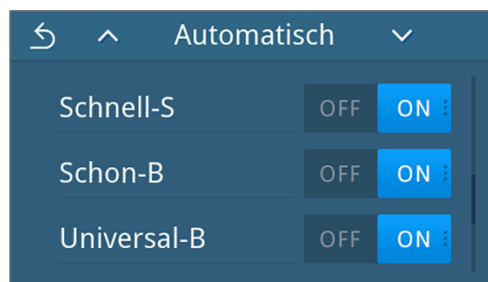 Automatisch
Schnell-S OFF ON
Schon-B OFF ON
Universal-B OFF ON